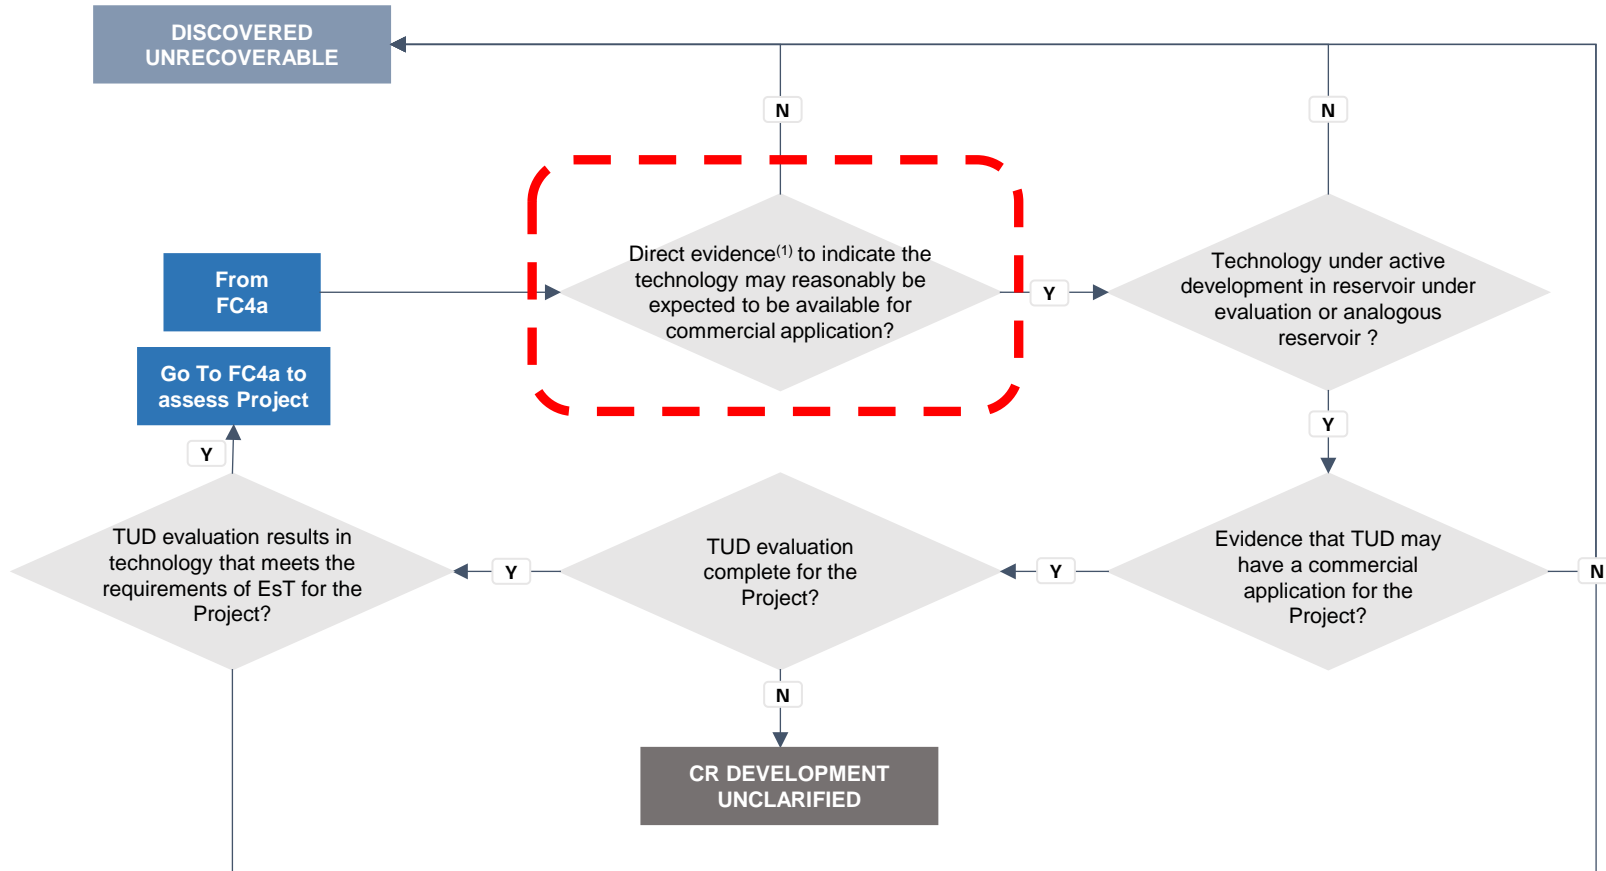 DISCOVERED
UNRECOVERABLE
N
N
Direct evidence(1) to indicate the
technology may reasonably be
expected to be available for
commercial application?
From
FC4a
Y
Technology under active
development in reservoir under
evaluation or analogous
reservoir ?
Go To FC4a to
assess Project
Y
Y
TUD evaluation results in
technology that meets the
requirements of EsT for the
Project?
Y
TUD evaluation
complete for the
Project?
Y
Evidence that TUD may
have a commercial
application for the
Project?
N
N
CR DEVELOPMENT
UNCLARIFIED